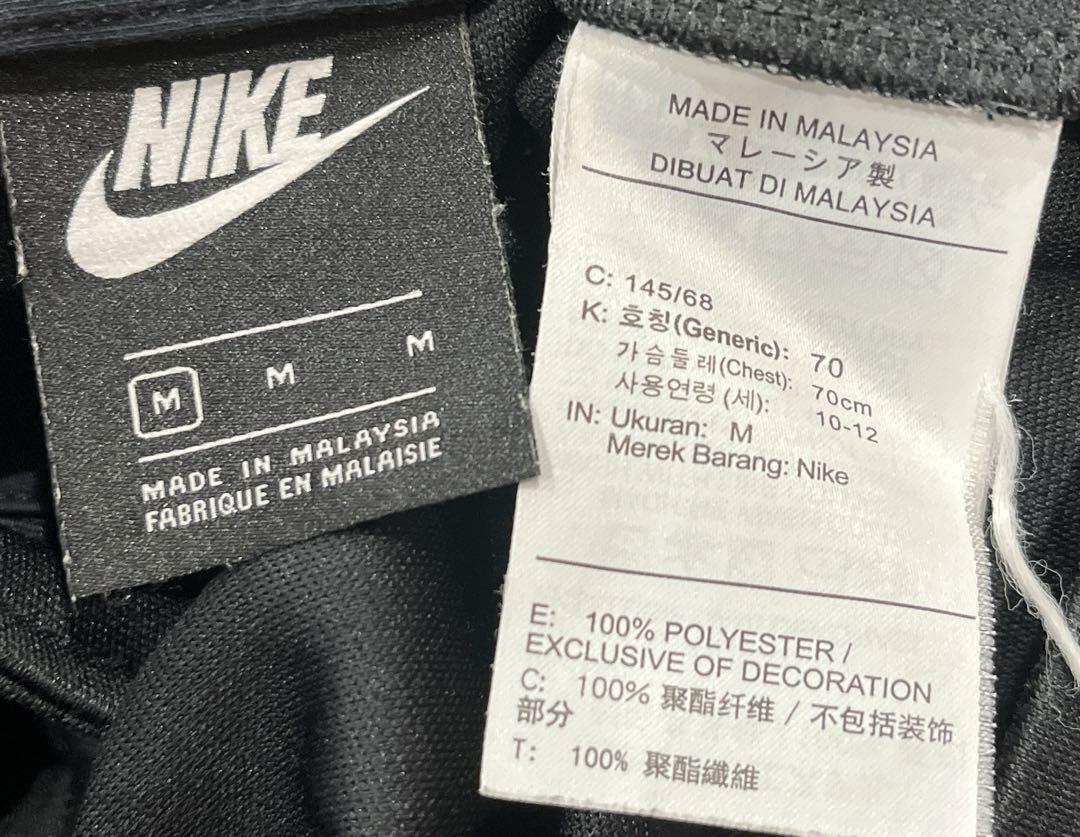 NIKE
M M M
MADE IN MALAYSIA
FABRIQUE EN MALAISIE
MADE IN MALAYSIA
マレーシア製
DIBUAT DI MALAYSIA
C: 145/68
K: 호칭(Generic): 70
가슴둘레(Chest): 70cm
사용연령 (세): 10-12
IN: Ukuran: M
Merek Barang: Nike
E: 100% POLYESTER /
EXCLUSIVE OF DECORATION
C: 100% 聚酯纤维 / 不包括装饰
部分
T: 100% 聚酯纖維